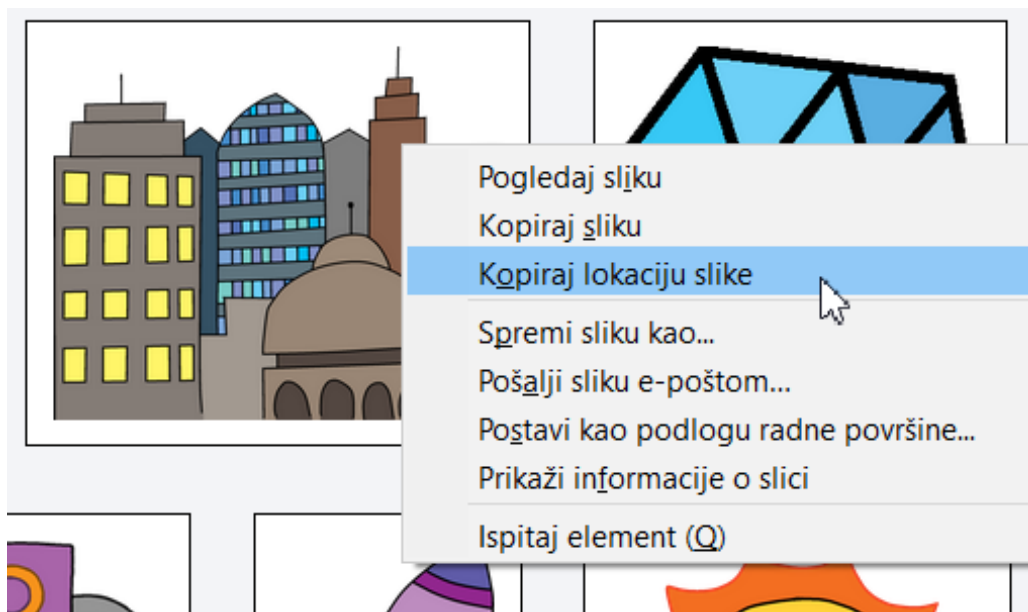 Pogledaj sliku
Kopiraj sliku
Kopiraj lokaciju slike
Spremi sliku kao...
Pošalji sliku e-poštom...
Postavi kao podlogu radne površine...
Prikaži informacije o slici
Ispitaj element (Q)